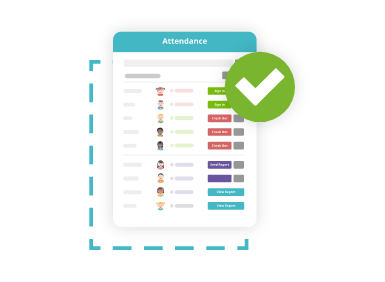 Attendance
Sign In
Sign In
Check Out
Check Out
Check Out
Send Report
View Report
View Report